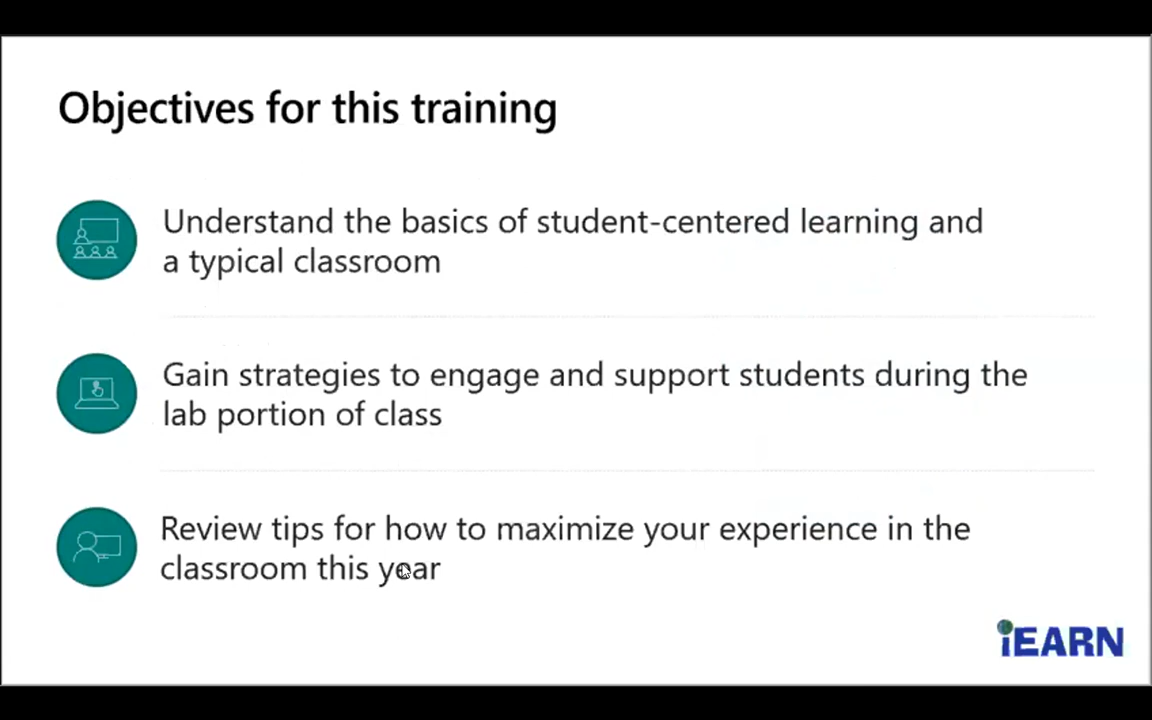 Objectives for this training
Understand the basics of student-centered learning and
a typical classroom
Gain strategies to engage and support students during the
lab portion of class
Review tips for how to maximize your experience in the
classroom this year
iEARN